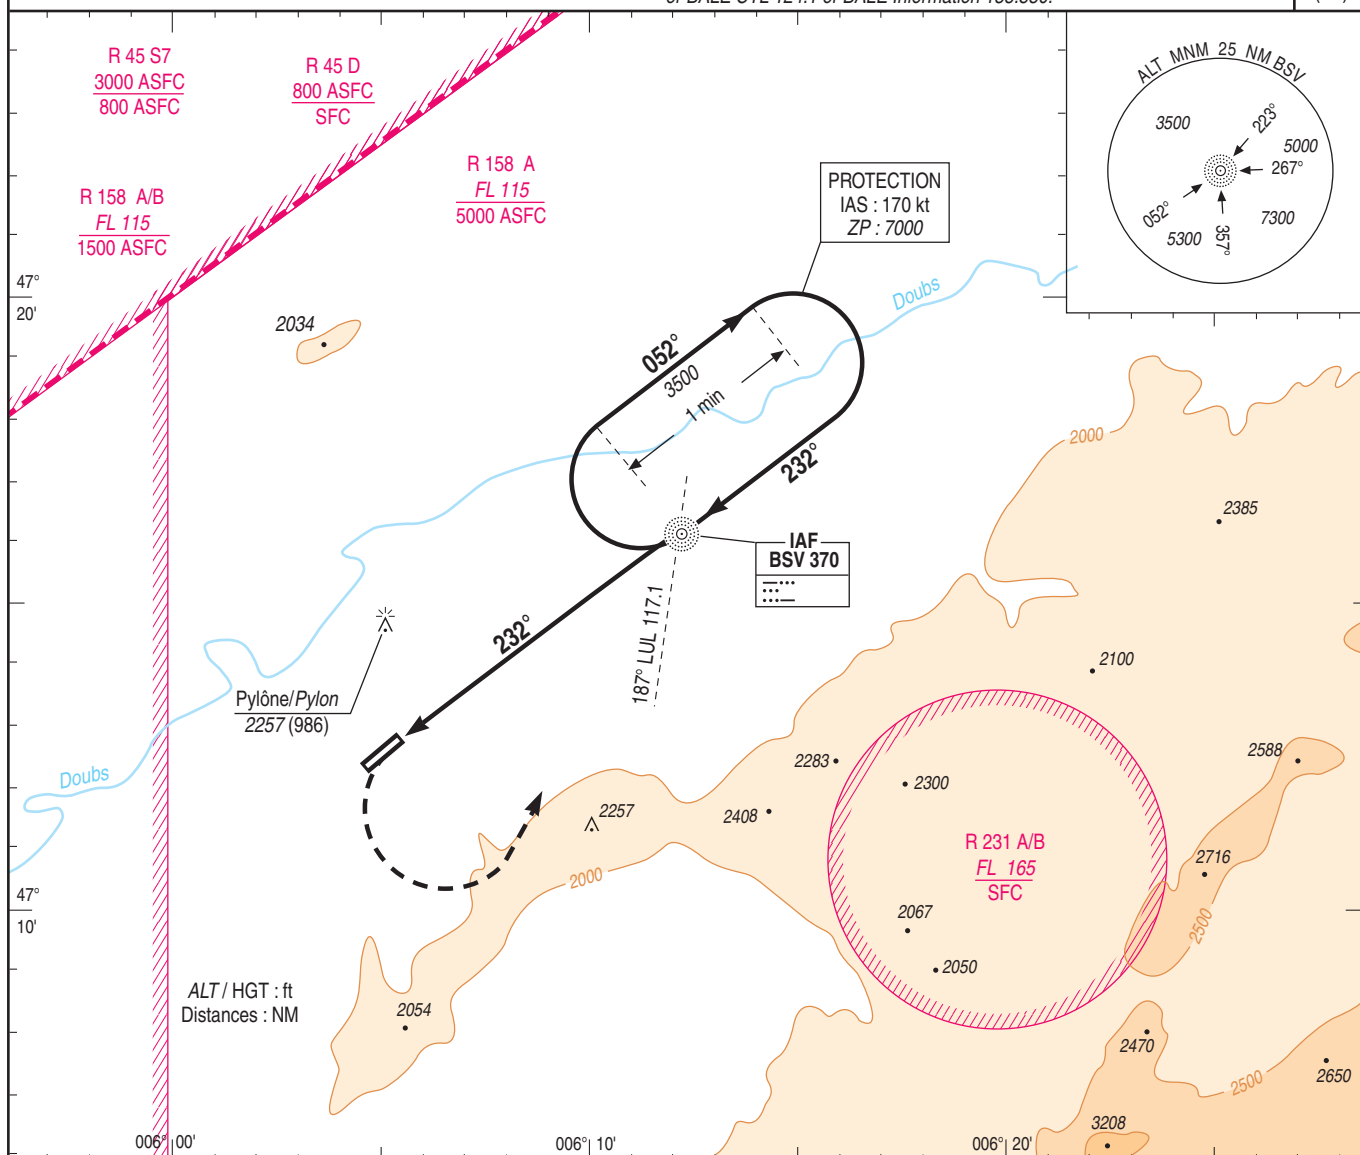 R 45 S7
3000 ASFC
800 ASFC
R 45 D
800 ASFC
SFC
R 158 A/B
FL 115
1500 ASFC
R 158 A
FL 115
5000 ASFC
ALT MNM 25 NM BSV
3500
223°
5000
267°
052°
5300
357°
7300
PROTECTION
IAS : 170 kt
ZP : 7000
47°
20'
2034
Doubs
052°
3500
1 min
232°
2000
2385
IAF
BSV 370
232°
187° LUL 117.1
2100
Pylône/Pylon
2257 (986)
Doubs
2283
2300
2588
2257
2408
R 231 A/B
FL 165
SFC
2716
2000
47°
10'
2067
2500
2050
ALT / HGT : ft
Distances : NM
2054
2470
2500
2650
3208
006° 00'
006° 10'
006° 20'